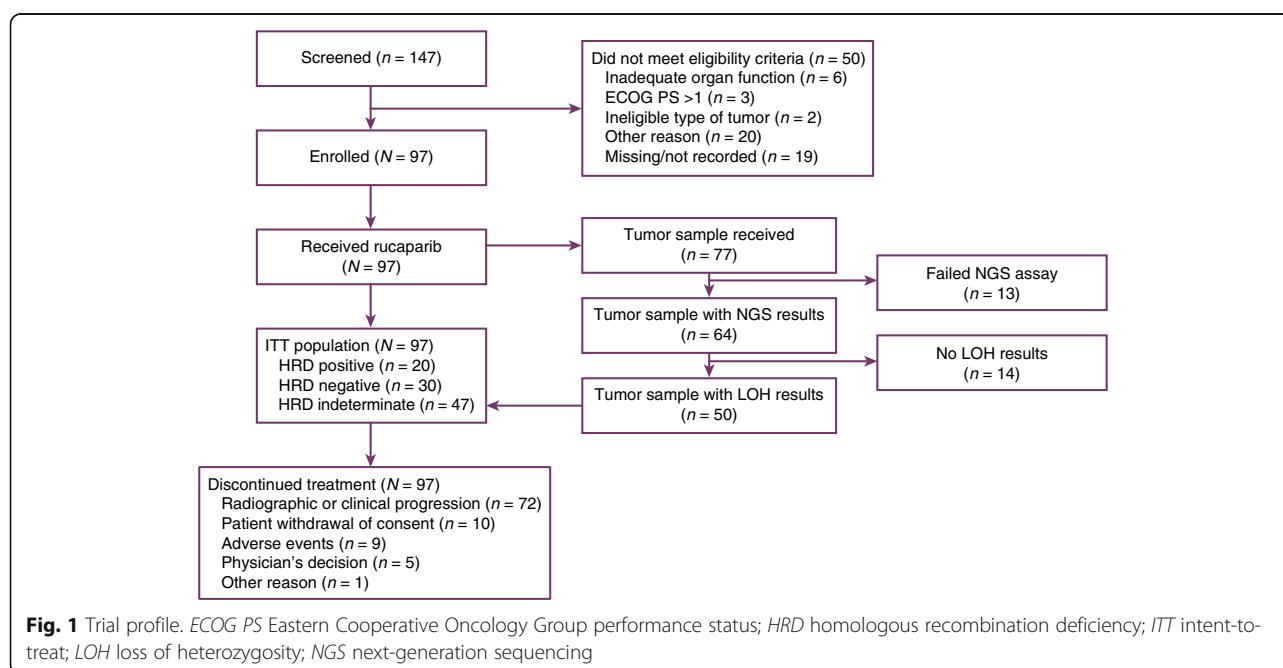 Screened (n = 147)
Did not meet eligibility criteria (n = 50)
Inadequate organ function (n = 6)
ECOG PS >1 (n = 3)
Ineligible type of tumor (n = 2)
Other reason (n = 20)
Missing/not recorded (n = 19)
Enrolled (N = 97)
Received rucaparib
(N = 97)
Tumor sample received
(n = 77)
Failed NGS assay
(n = 13)
Tumor sample with NGS results
(n = 64)
No LOH results
(n = 14)
Tumor sample with LOH results
(n = 50)
ITT population (N = 97)
HRD positive (n = 20)
HRD negative (n = 30)
HRD indeterminate (n = 47)
Discontinued treatment (N = 97)
Radiographic or clinical progression (n = 72)
Patient withdrawal of consent (n = 10)
Adverse events (n = 9)
Physician's decision (n = 5)
Other reason (n = 1)
Fig. 1 Trial profile. ECOG PS Eastern Cooperative Oncology Group performance status; HRD homologous recombination deficiency; ITT intent-to-
treat; LOH loss of heterozygosity; NGS next-generation sequencing